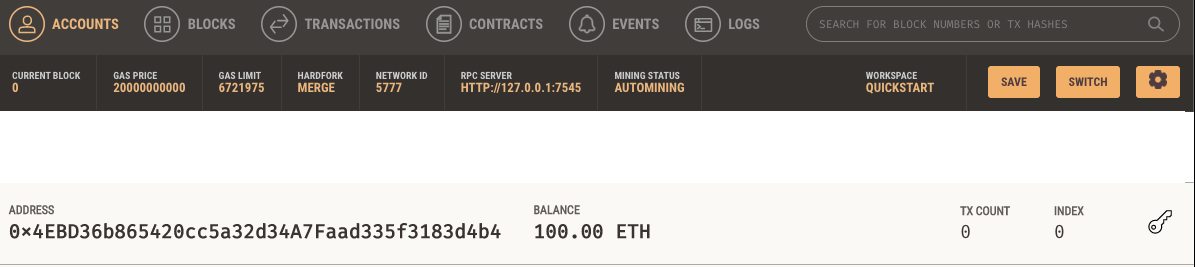 ACCOUNTS BLOCKS TRANSACTIONS CONTRACTS EVENTS LOGS SEARCH FOR BLOCK NUMBERS OR TX HASHES
CURRENT BLOCK GAS PRICE GAS LIMIT HARDFORK NETWORK ID RPC SERVER MINING STATUS WORKSPACE
0 20000000000 6721975 MERGE 5777 HTTP://127.0.0.1:7545 AUTOMINING QUICKSTART SAVE SWITCH
ADDRESS BALANCE TX COUNT INDEX
0×4EBD36b865420cc5a32d34A7Faad335f3183d4b4 100.00 ETH 0 0